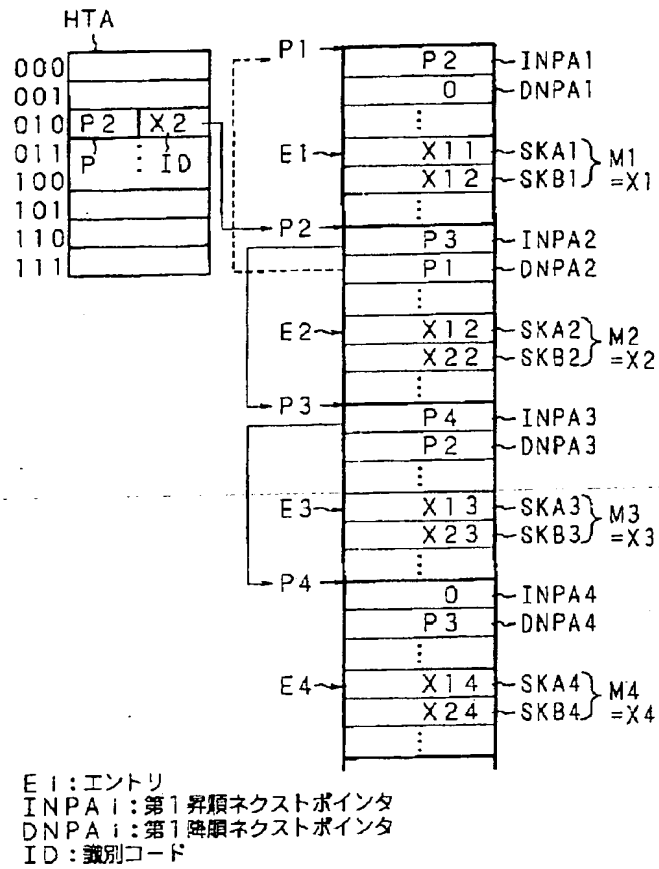 HTA
000
001
010 P2 X2
011 P ⋮ ID
100
101
110
111
P1 P2 INPA1
0 DNPA1
⋮
E1 X11 SKA1 M1
X12 SKB1 =X1
⋮
P2 P3 INPA2
P1 DNPA2
⋮
E2 X12 SKA2 M2
X22 SKB2 =X2
⋮
P3 P4 INPA3
P2 DNPA3
⋮
E3 X13 SKA3 M3
X23 SKB3 =X3
⋮
P4 0 INPA4
P3 DNPA4
⋮
E4 X14 SKA4 M4
X24 SKB4 =X4
⋮
Ei:エントリ
INPAi:第1昇順ネクストポインタ
DNPAi:第1降順ネクストポインタ
ID:識別コード